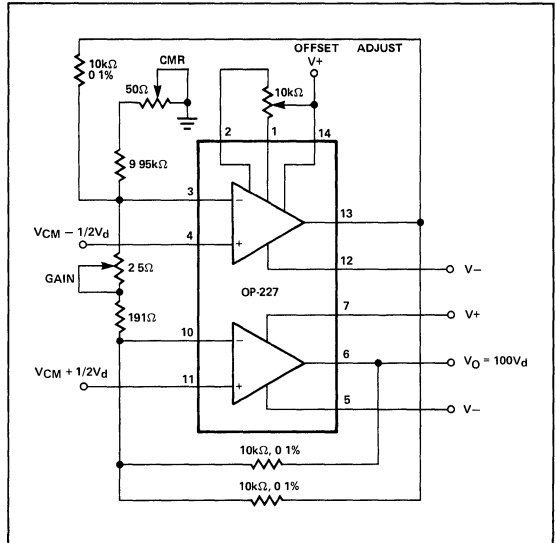 OFFSET ADJUST
V+
10kΩ
0 1%
CMR
50Ω
10kΩ
2
1
14
9 95kΩ
3
−
13
VCM − 1/2Vd
4
+
12
V−
GAIN
2 5Ω
OP-227
7
V+
191Ω
10
−
6
VO = 100Vd
VCM + 1/2Vd
11
+
5
V−
10kΩ, 0 1%
10kΩ, 0 1%